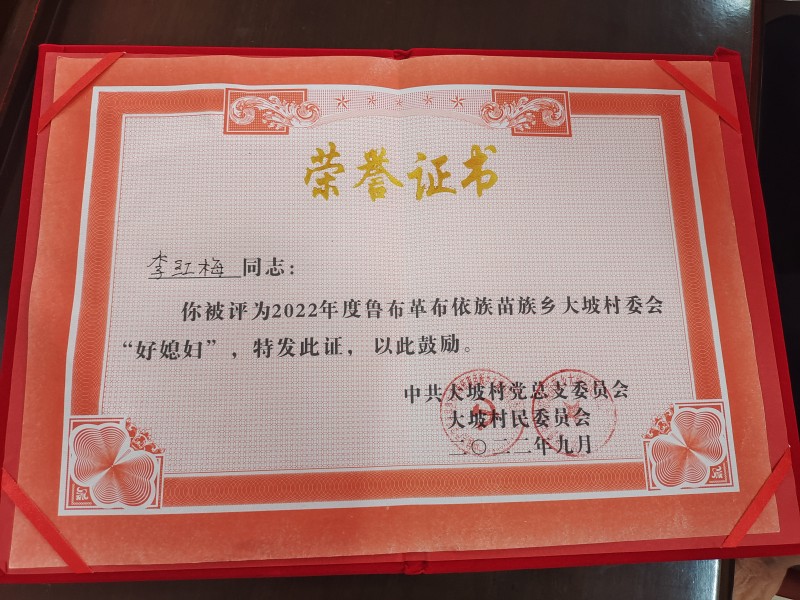 荣誉证书
李红梅 同志：
你被评为2022年度鲁布革布依族苗族乡大坡村委会
“好媳妇”，特发此证，以此鼓励。
中共大坡村党总支委员会
大坡村民委员会
二〇二二年九月